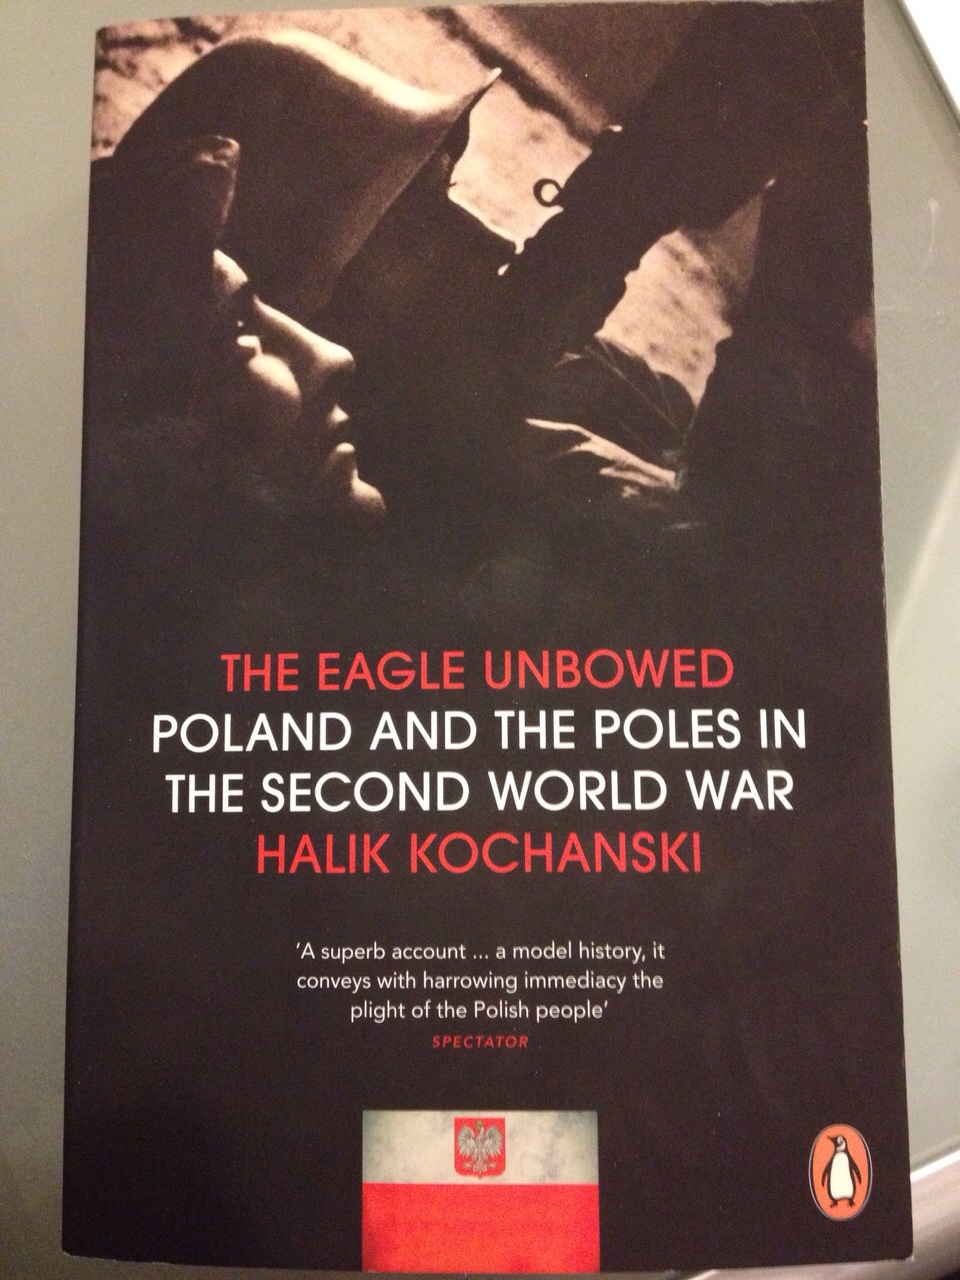 THE EAGLE UNBOWED
POLAND AND THE POLES IN
THE SECOND WORLD WAR
HALIK KOCHANSKI
‘A superb account ... a model history, it
conveys with harrowing immediacy the
plight of the Polish people’
SPECTATOR